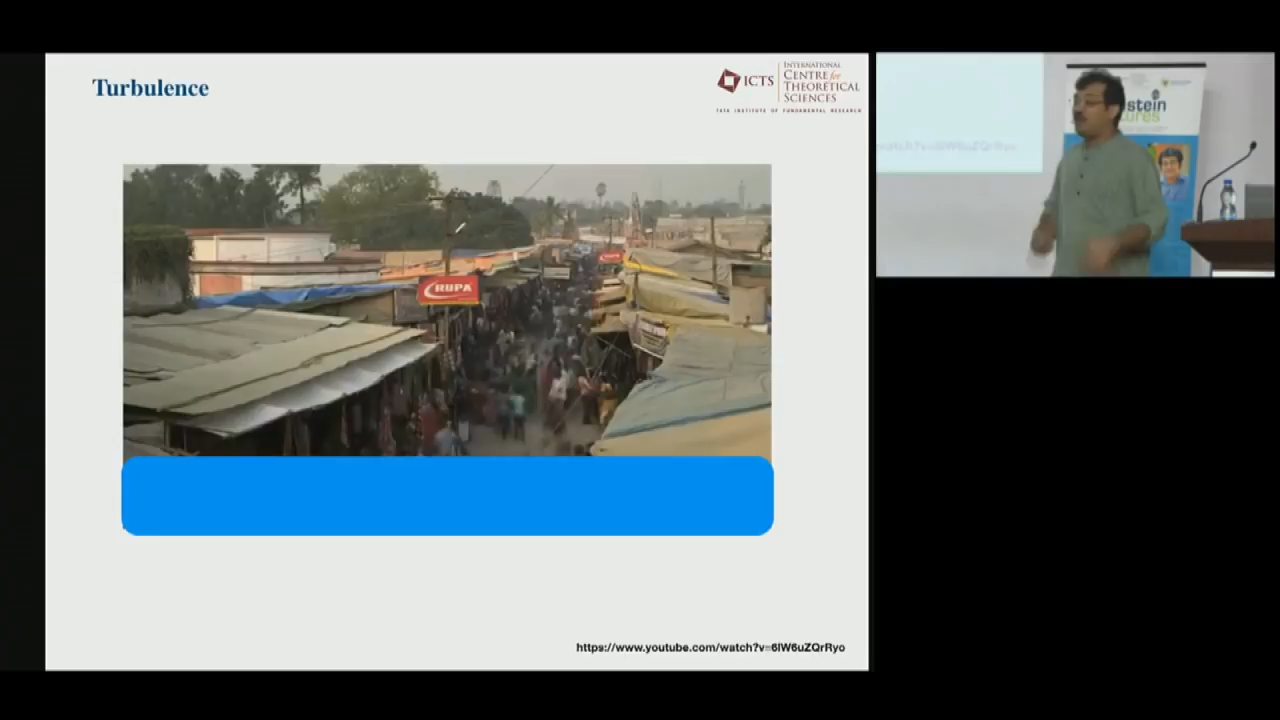 Turbulence
ICTS
INTERNATIONAL
CENTRE for
THEORETICAL
SCIENCES
TATA INSTITUTE OF FUNDAMENTAL RESEARCH
RUPA
https://www.youtube.com/watch?v=6lW6uZQrRyo
stein